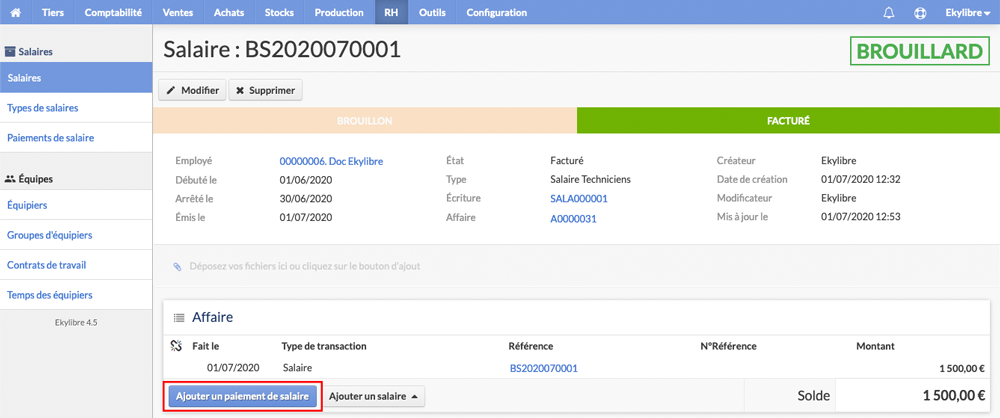 Tiers Comptabilité Ventes Achats Stocks Production RH Outils Configuration Ekylibre
Salaires
Salaires
Types de salaires
Paiements de salaire
Équipes
Équipiers
Groupes d'équipiers
Contrats de travail
Temps des équipiers
Ekylibre 4.5
Salaire : BS2020070001
BROUILLARD
Modifier Supprimer
BROUILLON FACTURÉ
Employé 00000006. Doc Ekylibre État Facturé Créateur Ekylibre
Débuté le 01/06/2020 Type Salaire Techniciens Date de création 01/07/2020 12:32
Arrêté le 30/06/2020 Écriture SALA000001 Modificateur Ekylibre
Émis le 01/07/2020 Affaire A0000031 Mis à jour le 01/07/2020 12:53
Déposez vos fichiers ici ou cliquez sur le bouton d'ajout
Affaire
Fait le Type de transaction Référence N°Référence Montant
01/07/2020 Salaire BS2020070001 1 500,00 €
Ajouter un paiement de salaire Ajouter un salaire Solde 1 500,00 €